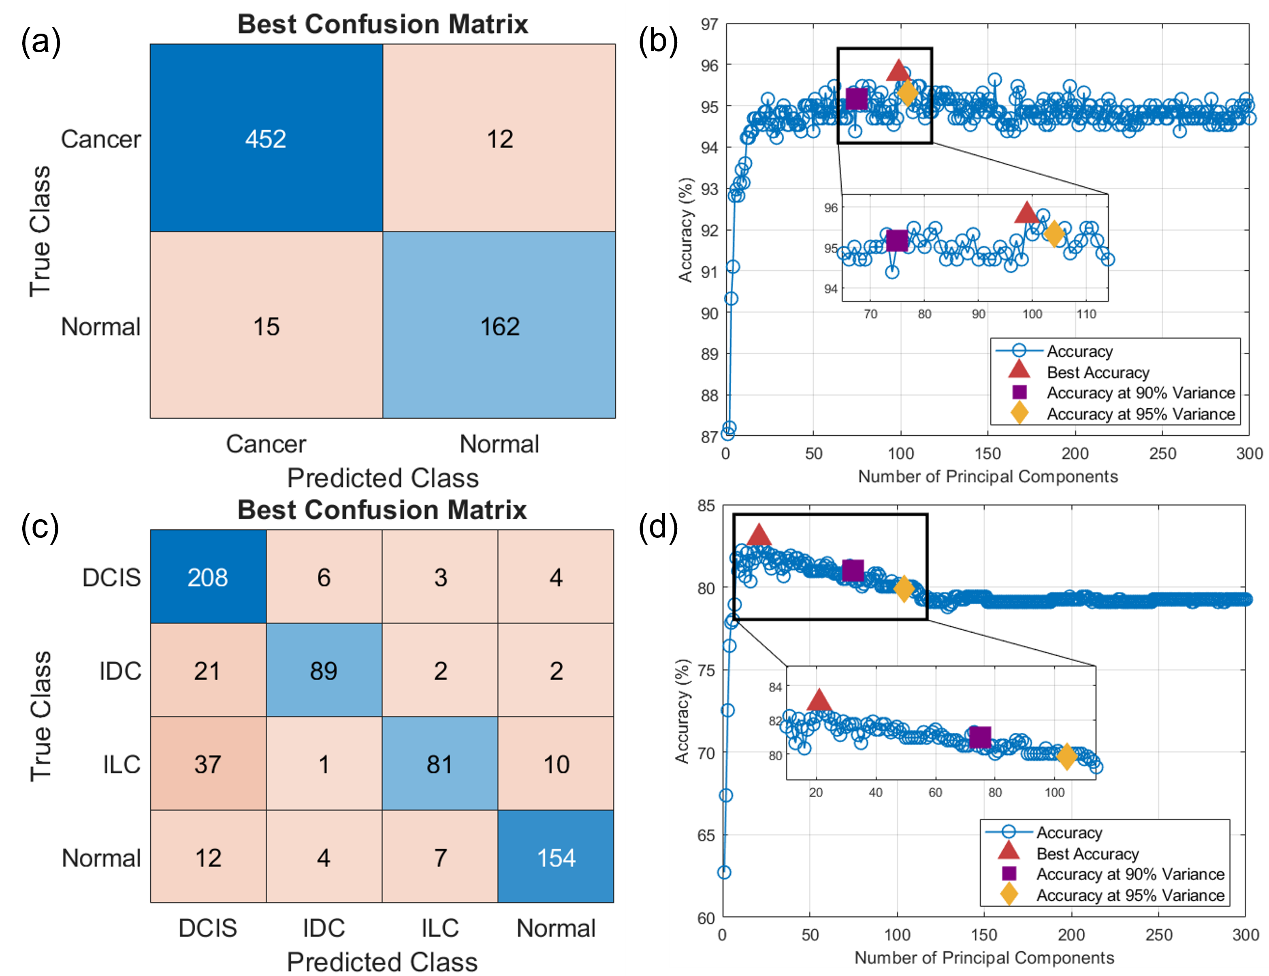 (a)
Best Confusion Matrix
True Class
Cancer
452
12
Normal
15
162
Cancer
Normal
Predicted Class
(b)
97
96
95
94
93
92
91
90
89
88
87
Accuracy (%)
96
95
94
70
80
90
100
110
Accuracy
Best Accuracy
Accuracy at 90% Variance
Accuracy at 95% Variance
0
50
100
150
200
250
300
Number of Principal Components
(c)
Best Confusion Matrix
True Class
DCIS
208
6
3
4
IDC
21
89
2
2
ILC
37
1
81
10
Normal
12
4
7
154
DCIS
IDC
ILC
Normal
Predicted Class
(d)
85
80
75
70
65
60
Accuracy (%)
84
82
80
20
40
60
80
100
Accuracy
Best Accuracy
Accuracy at 90% Variance
Accuracy at 95% Variance
0
50
100
150
200
250
300
Number of Principal Components